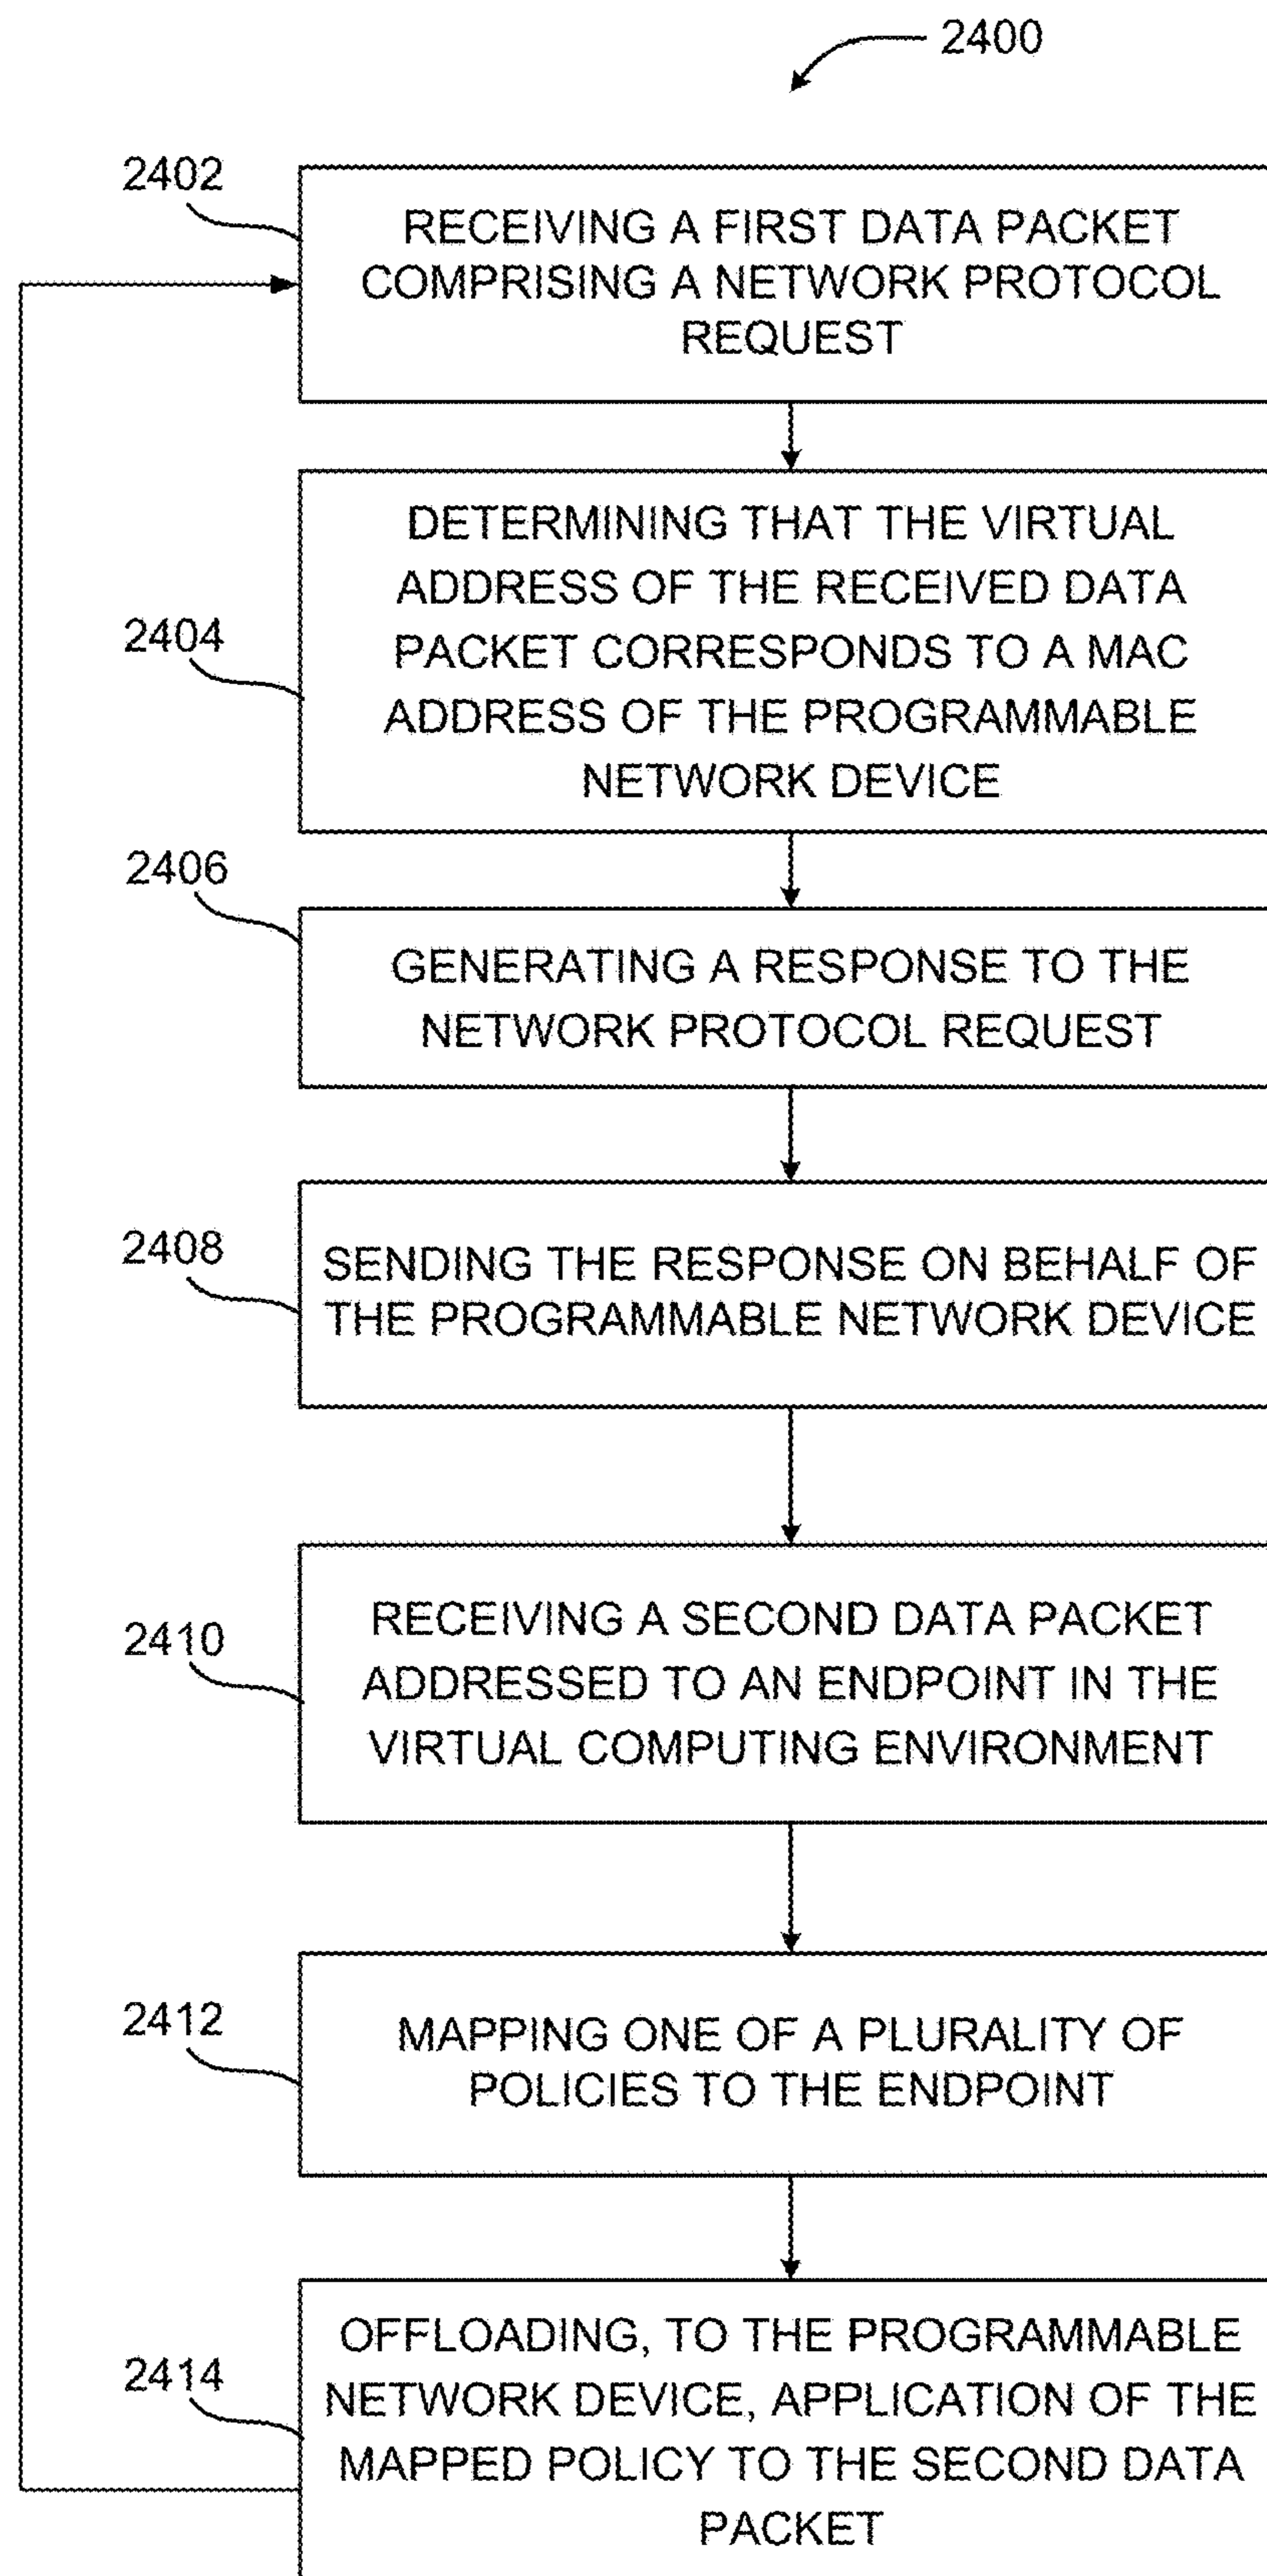 2400
2402
RECEIVING A FIRST DATA PACKET
COMPRISING A NETWORK PROTOCOL
REQUEST
2404
DETERMINING THAT THE VIRTUAL
ADDRESS OF THE RECEIVED DATA
PACKET CORRESPONDS TO A MAC
ADDRESS OF THE PROGRAMMABLE
NETWORK DEVICE
2406
GENERATING A RESPONSE TO THE
NETWORK PROTOCOL REQUEST
2408
SENDING THE RESPONSE ON BEHALF OF
THE PROGRAMMABLE NETWORK DEVICE
2410
RECEIVING A SECOND DATA PACKET
ADDRESSED TO AN ENDPOINT IN THE
VIRTUAL COMPUTING ENVIRONMENT
2412
MAPPING ONE OF A PLURALITY OF
POLICIES TO THE ENDPOINT
2414
OFFLOADING, TO THE PROGRAMMABLE
NETWORK DEVICE, APPLICATION OF THE
MAPPED POLICY TO THE SECOND DATA
PACKET